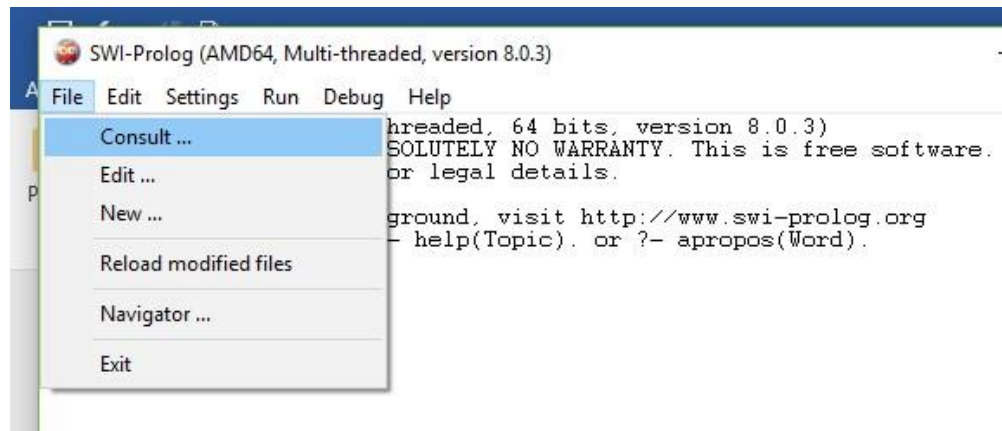 SWI-Prolog (AMD64, Multi-threaded, version 8.0.3)
File Edit Settings Run Debug Help
Consult ...
Edit ...
New ...
Reload modified files
Navigator ...
Exit
hreaded, 64 bits, version 8.0.3)
SOLUTELY NO WARRANTY. This is free software.
or legal details.
ground, visit http://www.swi-prolog.org
- help(Topic). or ?- apropos(Word).